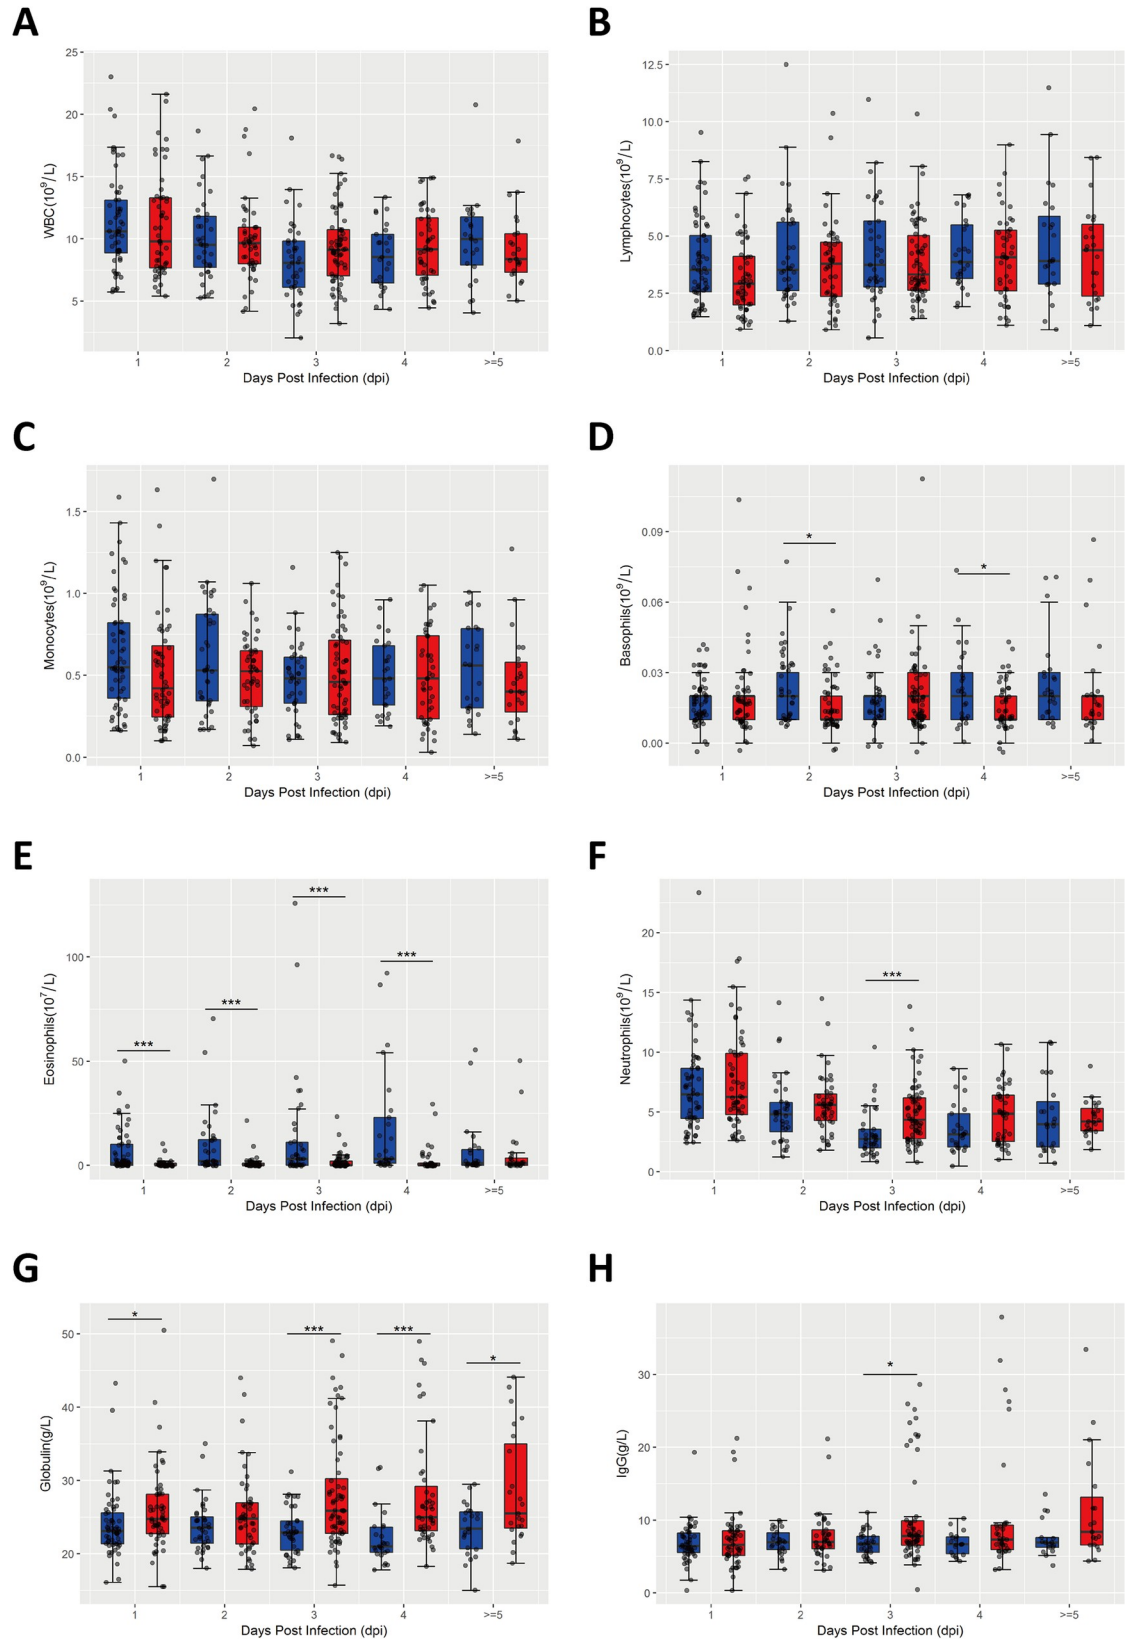 A
WBC(10⁹/L)
25
20
15
10
5
1 2 3 4 >=5
Days Post Infection (dpi)
B
Lymphocytes(10⁹/L)
12.5
10.0
7.5
5.0
2.5
0.0
1 2 3 4 >=5
Days Post Infection (dpi)
C
Monocytes(10⁹/L)
1.5
1.0
0.5
0.0
1 2 3 4 >=5
Days Post Infection (dpi)
D
Basophils(10⁹/L)
0.09
0.06
0.03
0.00
* *
1 2 3 4 >=5
Days Post Infection (dpi)
E
Eosinophils(10⁷/L)
100
50
0
*** *** *** ***
1 2 3 4 >=5
Days Post Infection (dpi)
F
Neutrophils(10⁹/L)
20
15
10
5
0
***
1 2 3 4 >=5
Days Post Infection (dpi)
G
Globulin(g/L)
50
40
30
20
* *** *** *
1 2 3 4 >=5
Days Post Infection (dpi)
H
IgG(g/L)
30
20
10
0
*
1 2 3 4 >=5
Days Post Infection (dpi)